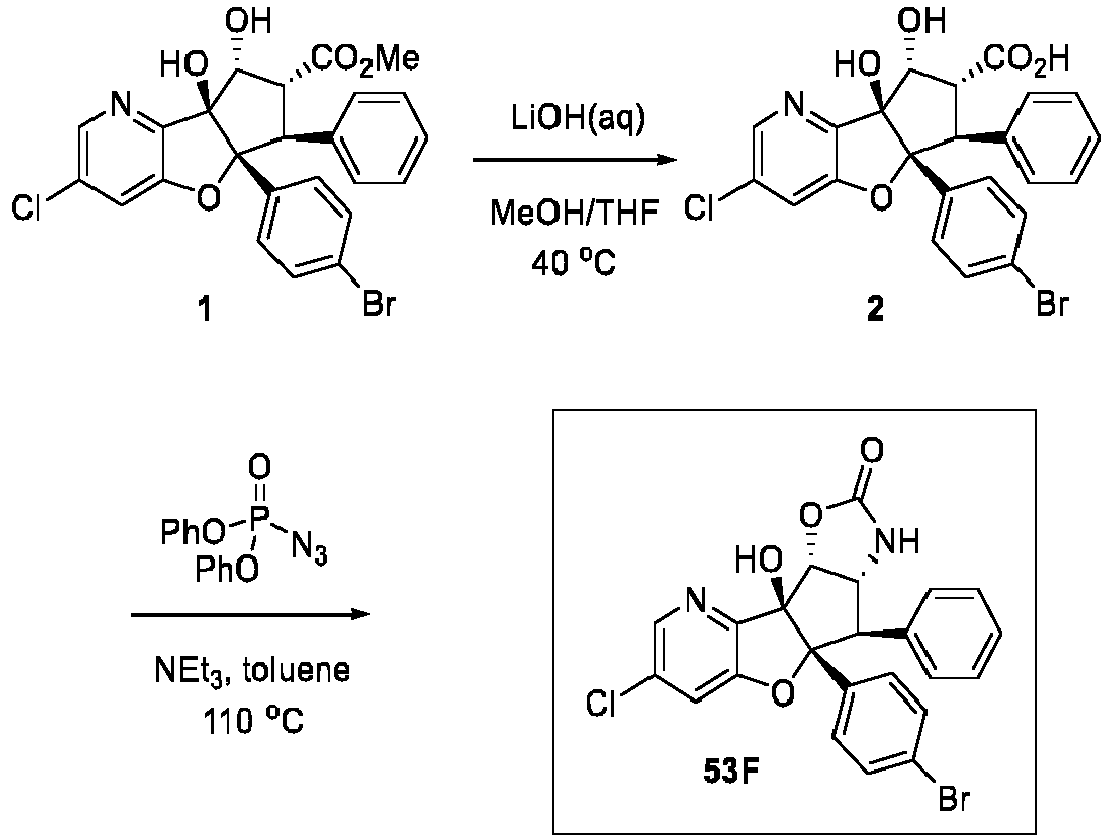 OH
HO
CO₂Me
N
Cl
O
Br
1
LiOH(aq)
MeOH/THF
40 °C
OH
HO
CO₂H
N
Cl
O
Br
2
O
PhO
P
N₃
PhO
NEt₃, toluene
110 °C
O
O
NH
HO
N
Cl
O
53F
Br